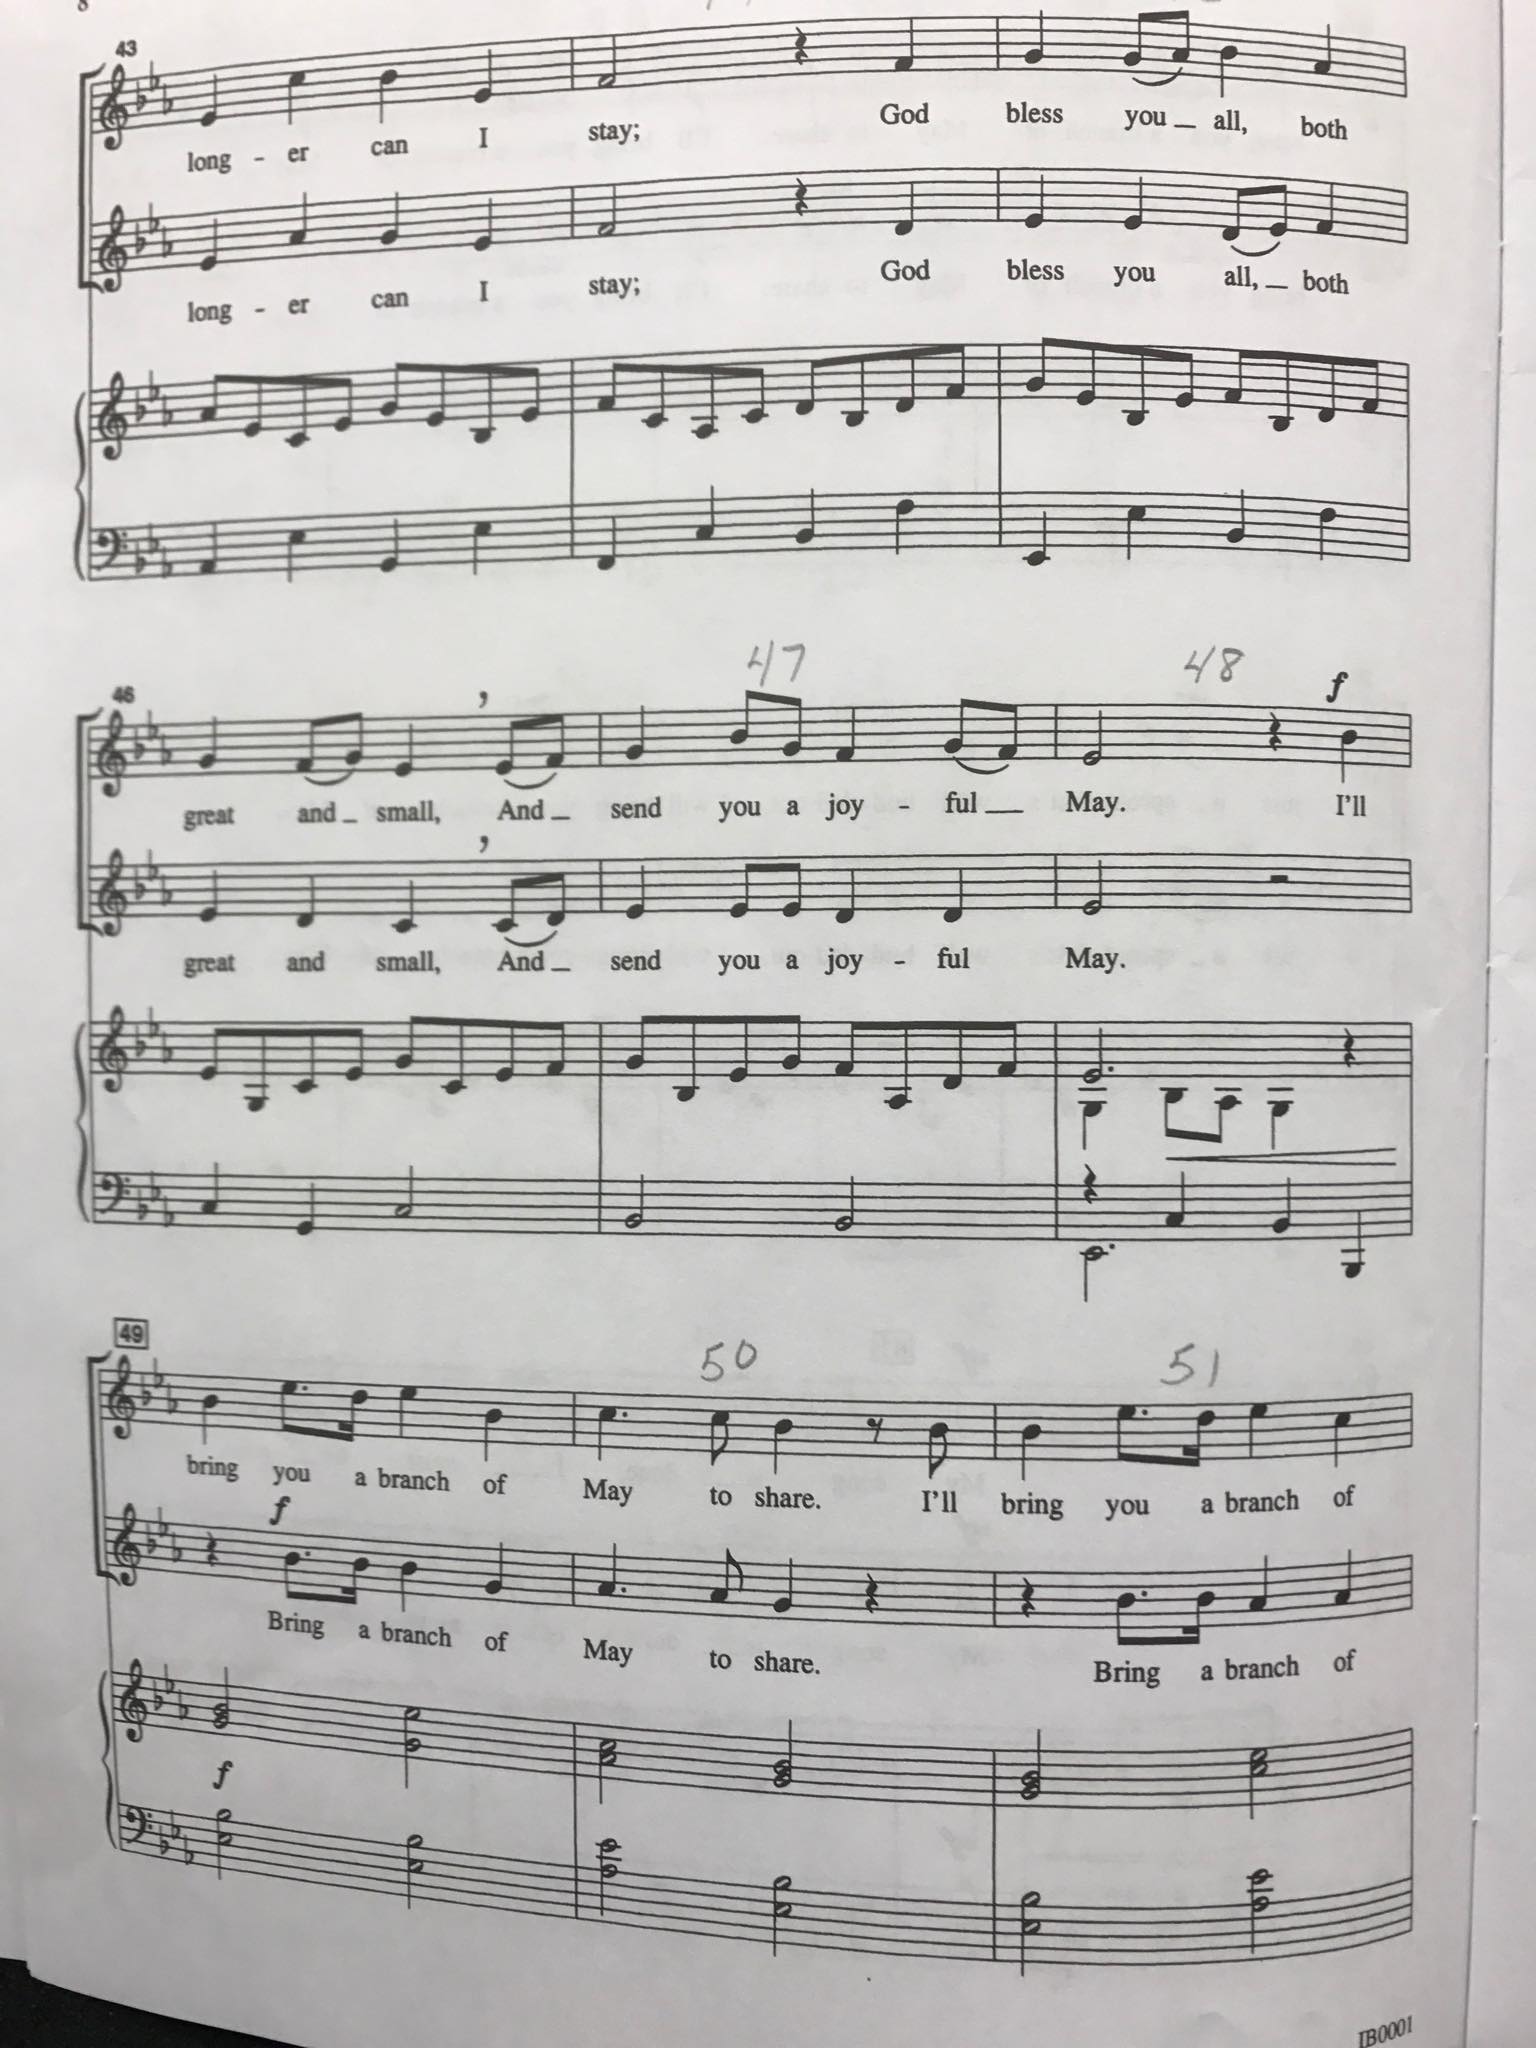 8
43
long - er can I stay; God bless you _ all, both
long - er can I stay; God bless you all, _ both
47 48
46 , f
great and _ small, And _ send you a joy - ful _ May. I'll
,
great and small, And _ send you a joy - ful May.
49 50 51
bring you a branch of May to share. I'll bring you a branch of
f
Bring a branch of May to share. Bring a branch of
f
IB0001